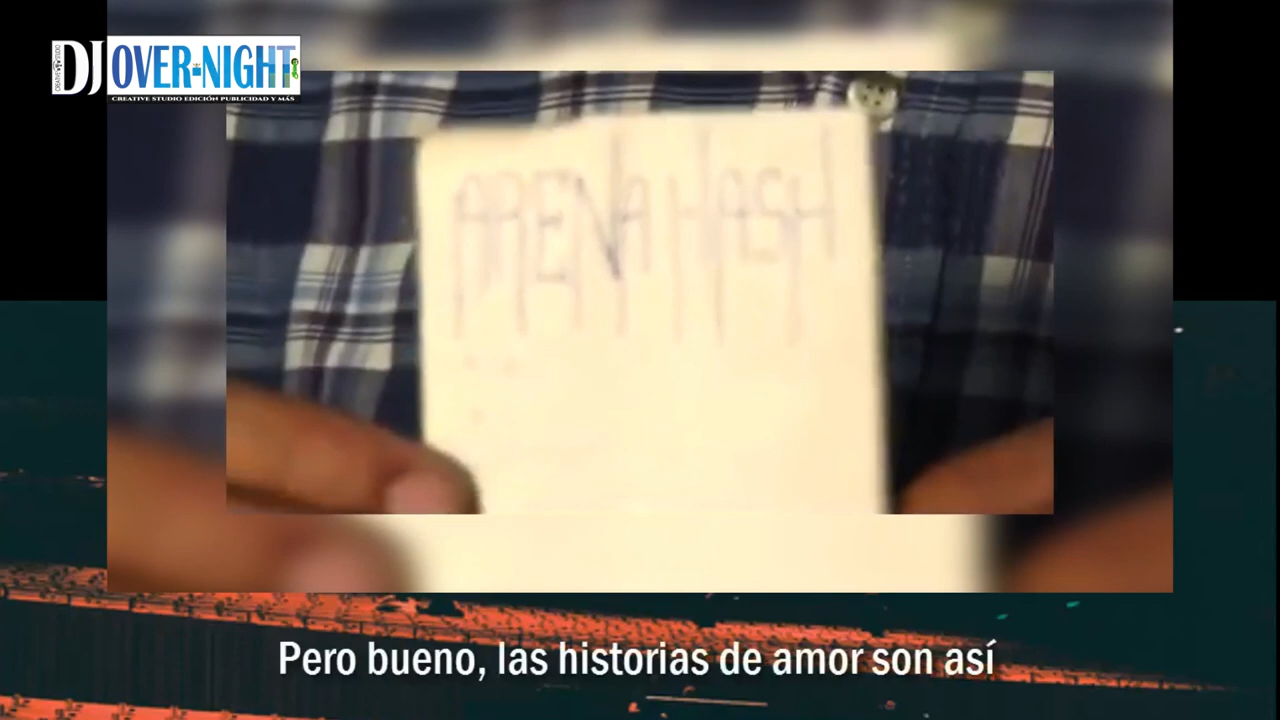 DJ OVER-NIGHT
CREATIVE STUDIO EDICIÓN PUBLICIDAD Y MÁS
ARENA HASH
Pero bueno, las historias de amor son así